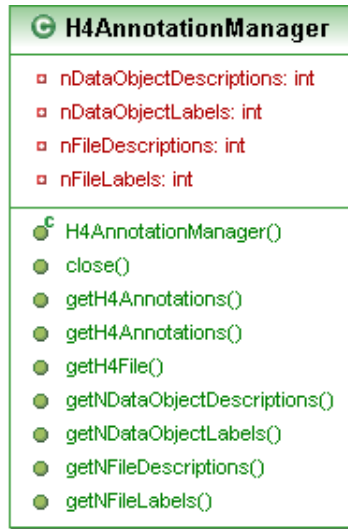 H4AnnotationManager
nDataObjectDescriptions: int
nDataObjectLabels: int
nFileDescriptions: int
nFileLabels: int
H4AnnotationManager()
close()
getH4Annotations()
getH4Annotations()
getH4File()
getNDataObjectDescriptions()
getNDataObjectLabels()
getNFileDescriptions()
getNFileLabels()